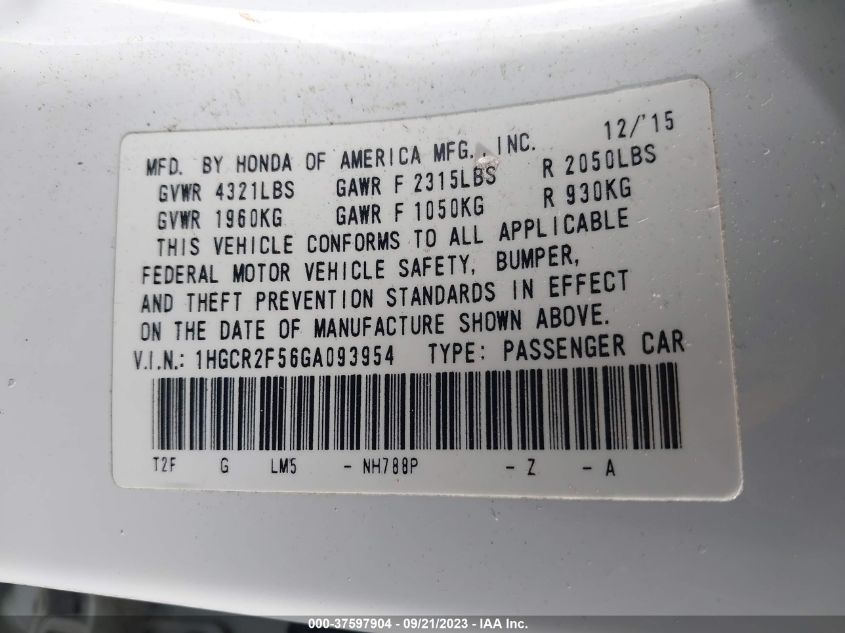 12/'15
MFD. BY HONDA OF AMERICA MFG., INC.
GVWR 4321LBS GAWR F 2315LBS R 2050LBS
GVWR 1960KG GAWR F 1050KG R 930KG
THIS VEHICLE CONFORMS TO ALL APPLICABLE
FEDERAL MOTOR VEHICLE SAFETY, BUMPER,
AND THEFT PREVENTION STANDARDS IN EFFECT
ON THE DATE OF MANUFACTURE SHOWN ABOVE.
V.I.N.: 1HGCR2F56GA093954 TYPE: PASSENGER CAR
T2F G LM5 - NH788P - Z - A
000-37597904 / 09/21/2023 - IAA Inc.